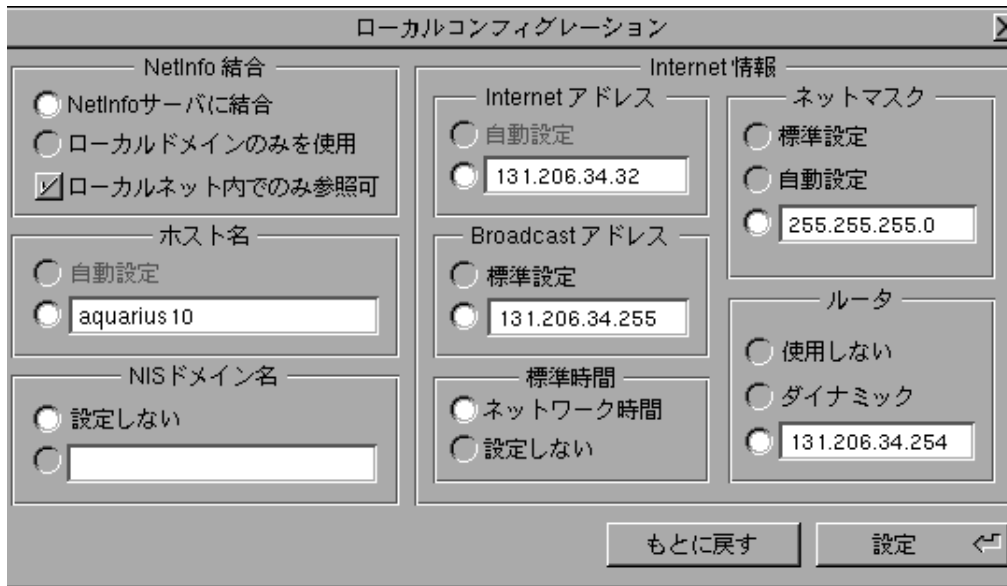 ローカルコンフィグレーション
NetInfo 結合
NetInfoサーバに結合
ローカルドメインのみを使用
ローカルネット内でのみ参照可
ホスト名
自動設定
aquarius10
NISドメイン名
設定しない
Internet 情報
Internet アドレス
自動設定
131.206.34.32
Broadcast アドレス
標準設定
131.206.34.255
標準時間
ネットワーク時間
設定しない
ネットマスク
標準設定
自動設定
255.255.255.0
ルータ
使用しない
ダイナミック
131.206.34.254
もとに戻す
設定